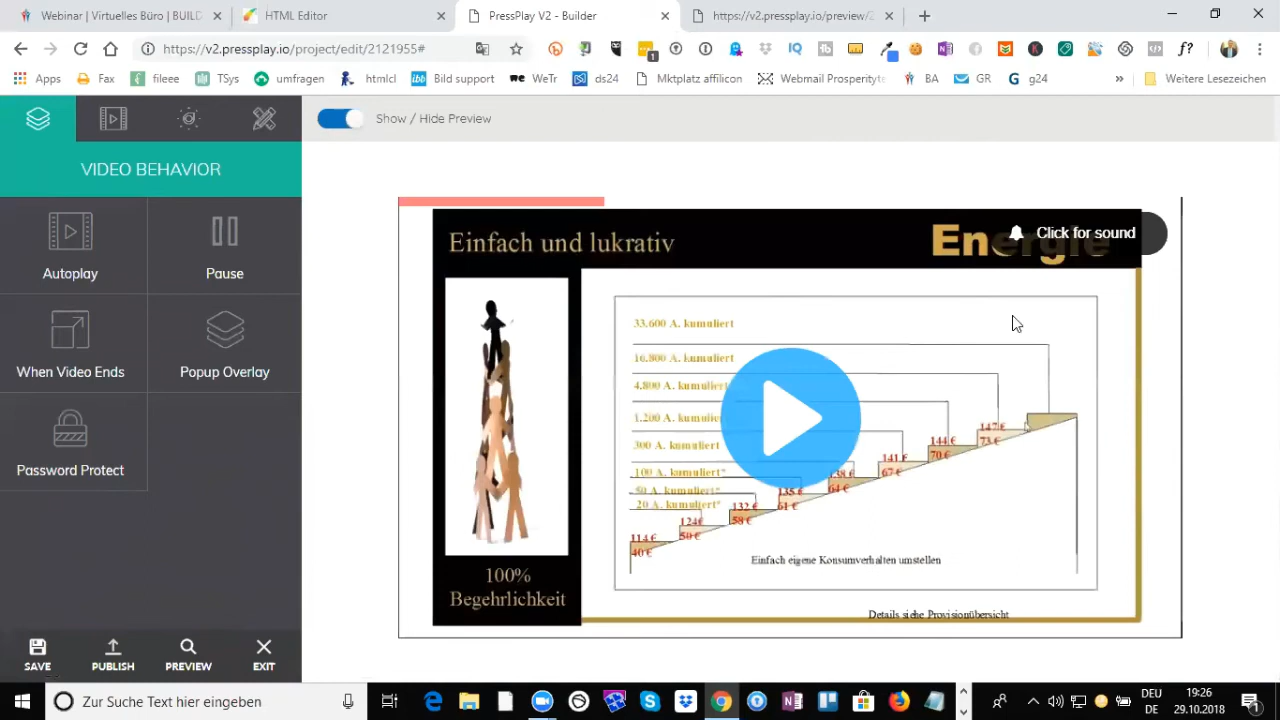 Webinar | Virtuelles Büro | BUILD
HTML Editor
PressPlay V2 - Builder
https://v2.pressplay.io/preview/2
https://v2.pressplay.io/project/edit/2121955#
Apps
Fax
fileee
TSys
umfragen
htmlcl
Bild support
WeTr
ds24
Mktplatz affilicon
Webmail Prosperityte
BA
GR
g24
»
Weitere Lesezeichen
Show / Hide Preview
VIDEO BEHAVIOR
Autoplay
Pause
When Video Ends
Popup Overlay
Password Protect
SAVE
PUBLISH
PREVIEW
EXIT
Einfach und lukrativ
Energie
Click for sound
33.600 A. kumuliert
16.800 A. kumuliert
4.800 A. kumuliert
1.200 A. kumuliert
300 A. kumuliert
100 A. kumuliert*
50 A. kumuliert*
20 A. kumuliert*
147 €
73 €
144 €
70 €
141 €
67 €
138 €
64 €
135 €
61 €
132 €
58 €
124 €
50 €
114 €
40 €
Einfach eigene Konsumverhalten umstellen
100%
Begehrlichkeit
Details siehe Provisionübersicht
Zur Suche Text hier eingeben
DEU
DE
19:26
29.10.2018